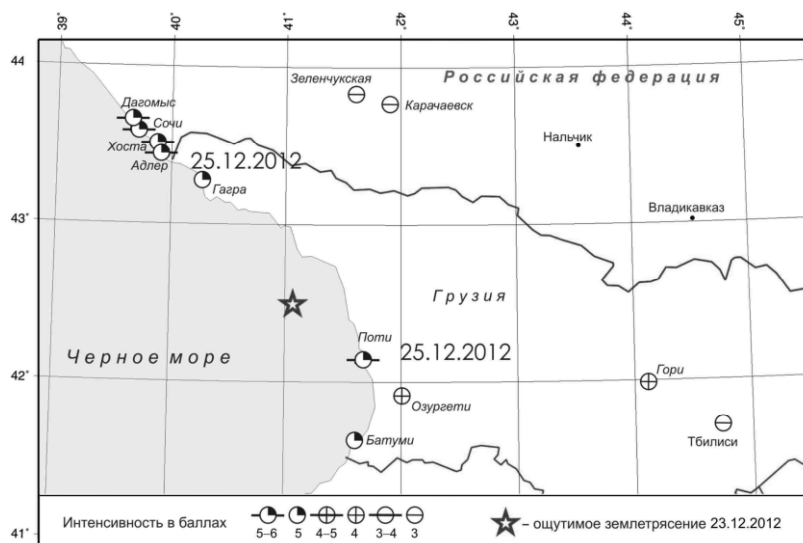 39° 40 41° 42 43 44 45
44
Зеленчукская
Российская федерация
Карачаевск
Дагомыс
Сочи
Нальчик
Хоста
Адлер
25.12.2012
Гагра
43
Владикавказ
Грузия
Поти
25.12.2012
Черное море
42
Гори
Озургети
Батуми
Тбилиси
Интенсивность в баллах
5–6 5 4–5 4 3–4 3
– ощутимое землетрясение 23.12.2012
41°